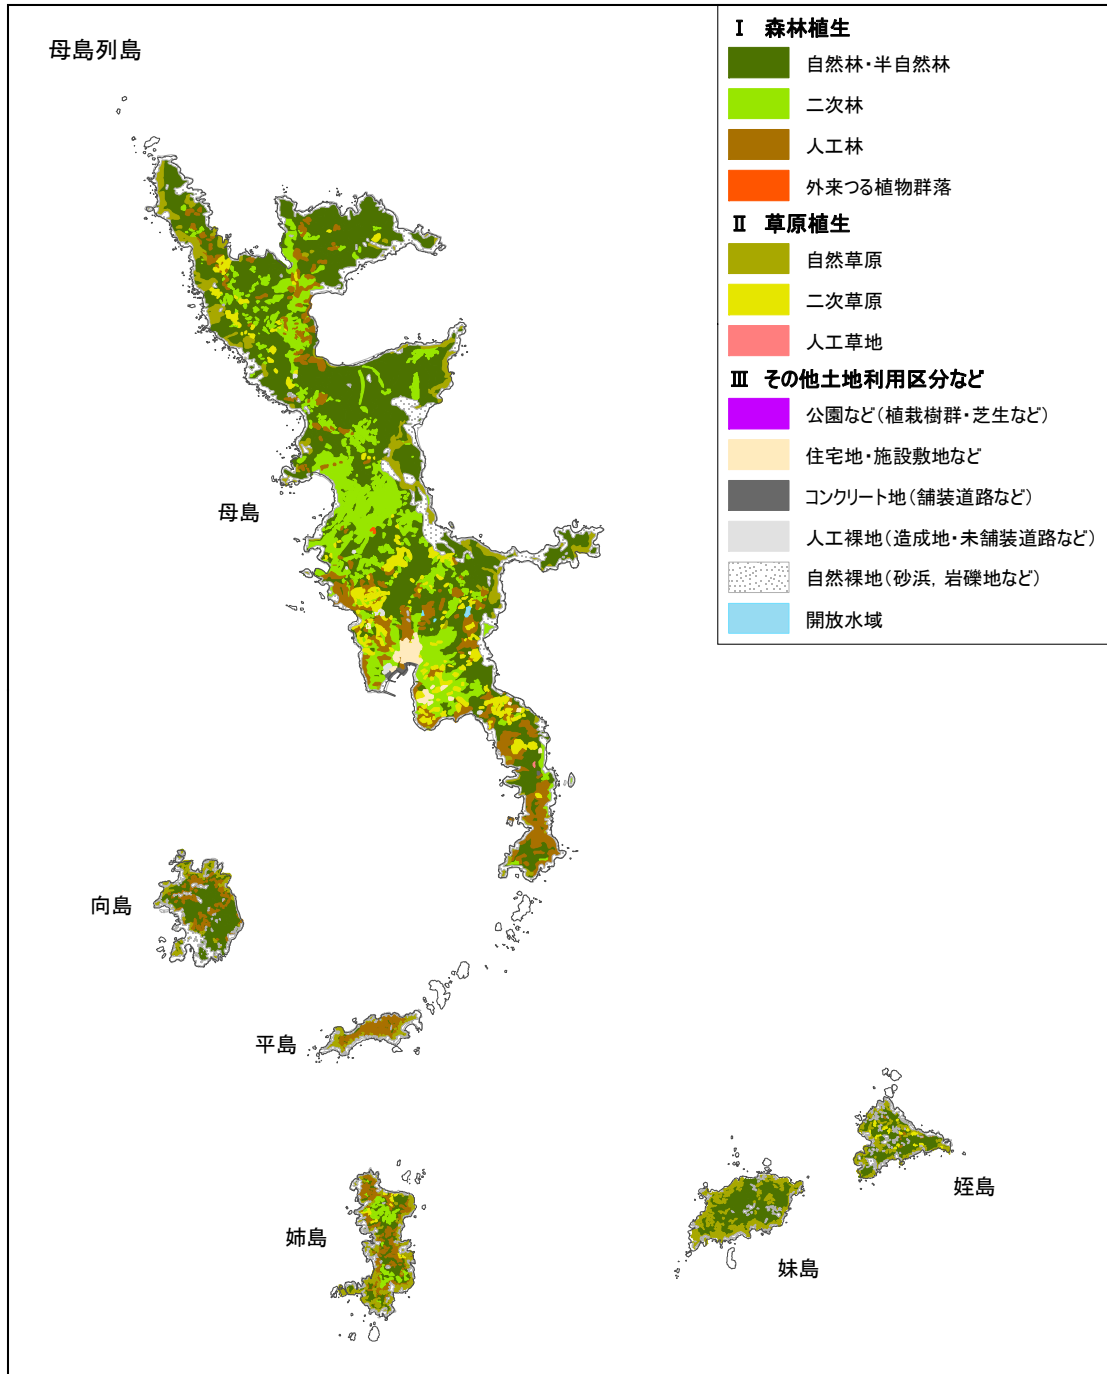 母島列島
Ⅰ 森林植生
自然林・半自然林
二次林
人工林
外来つる植物群落
Ⅱ 草原植生
自然草原
二次草原
人工草地
Ⅲ その他土地利用区分など
公園など（植栽樹群・芝生など）
住宅地・施設敷地など
コンクリート地（舗装道路など）
人工裸地（造成地・未舗装道路など）
自然裸地（砂浜，岩礫地など）
開放水域
母島
向島
平島
姉島
妹島
姪島